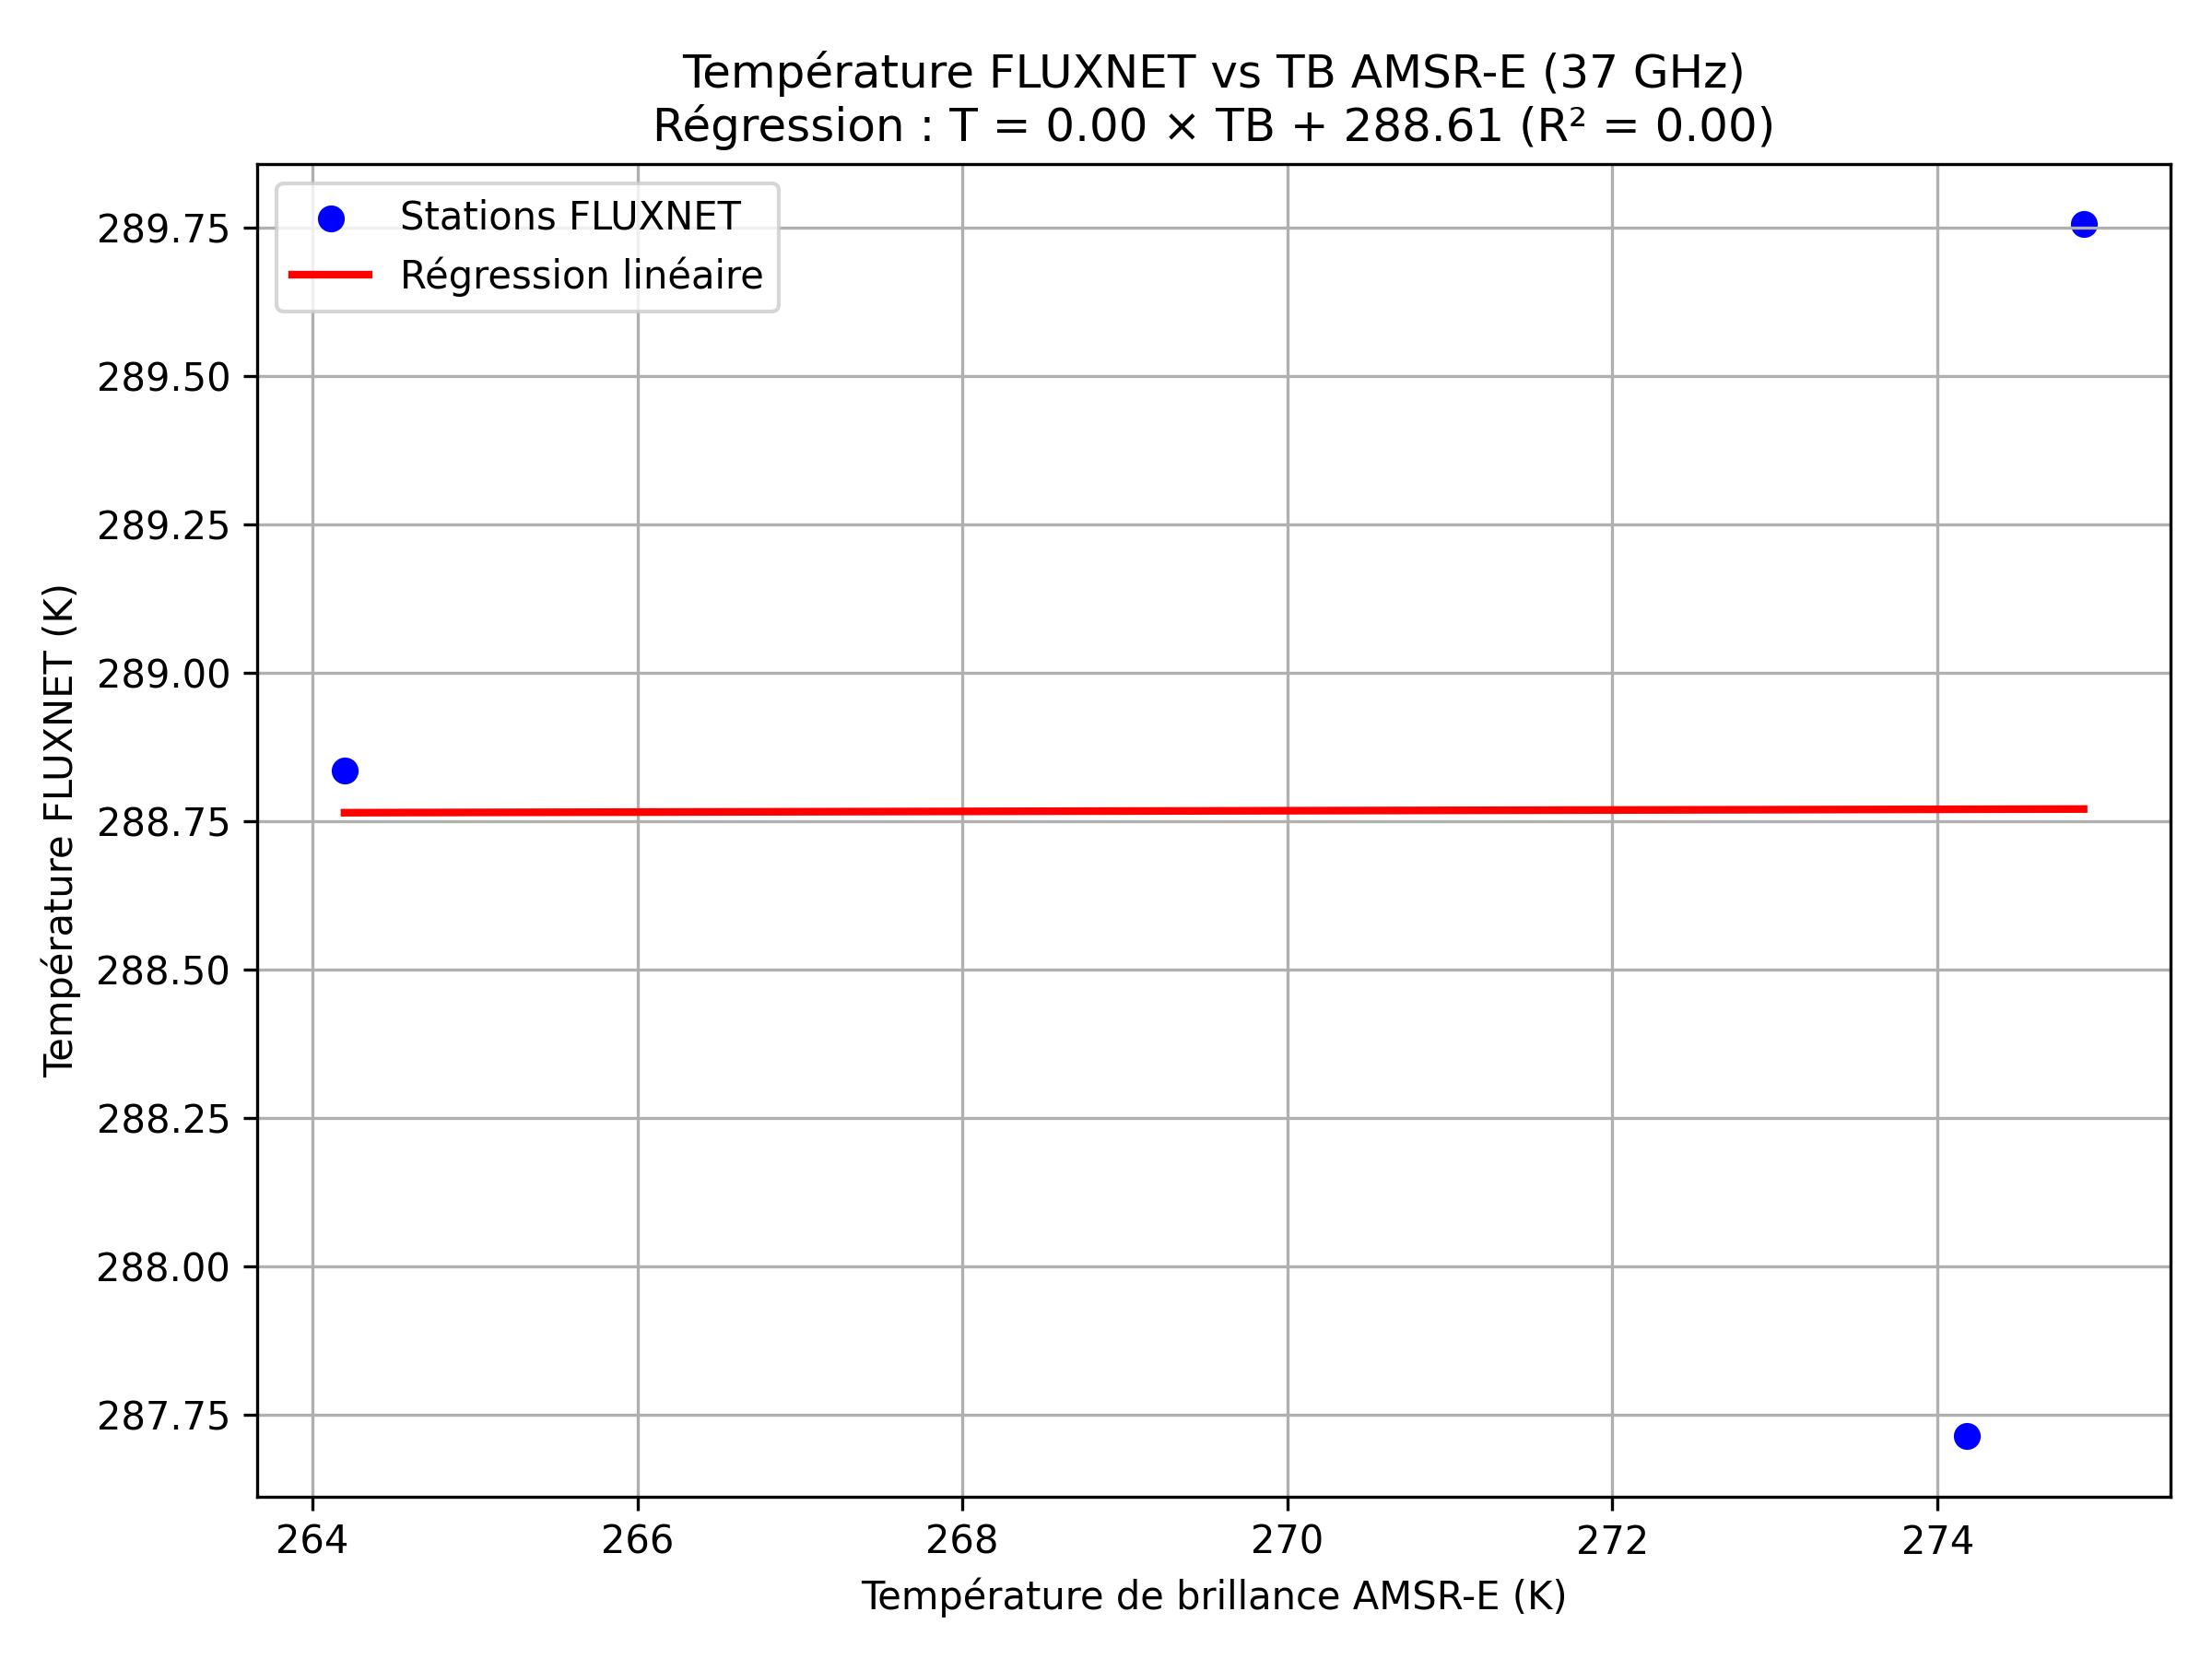 Température FLUXNET vs TB AMSR-E (37 GHz)
Régression : T = 0.00 × TB + 288.61 (R² = 0.00)
Stations FLUXNET
Régression linéaire
289.75
289.50
289.25
289.00
288.75
288.50
288.25
288.00
287.75
Température FLUXNET (K)
264 266 268 270 272 274
Température de brillance AMSR-E (K)